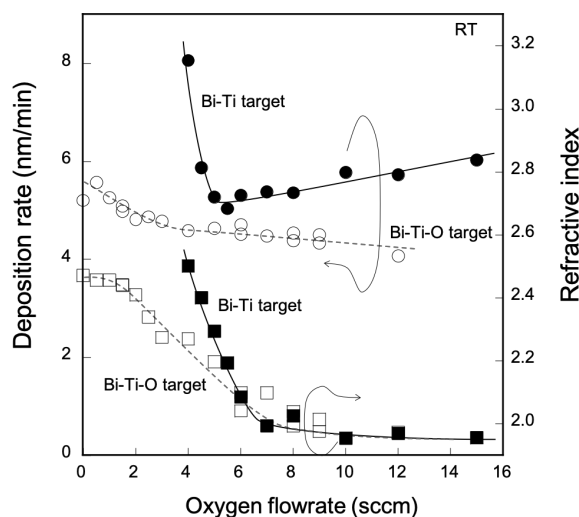 RT
8
6
4
2
0
Deposition rate (nm/min)
3.2
3.0
2.8
2.6
2.4
2.2
2.0
Refractive index
Bi-Ti target
Bi-Ti-O target
Bi-Ti target
Bi-Ti-O target
0 2 4 6 8 10 12 14 16
Oxygen flowrate (sccm)